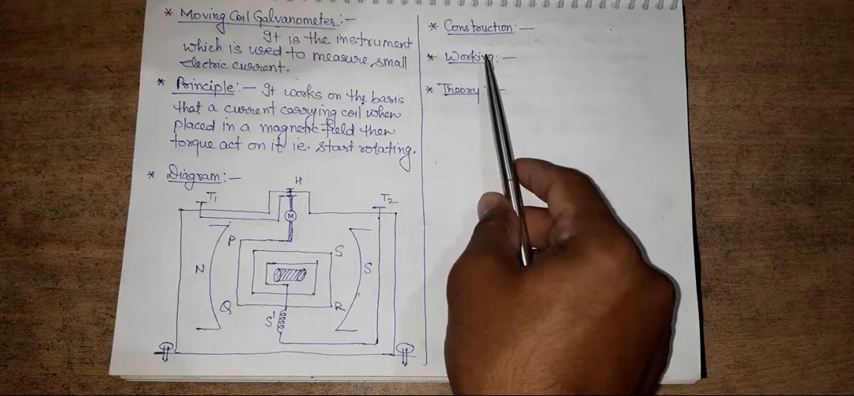 * Moving Coil Galvanometer:-
It is the instrument
which is used to measure small
electric current.
* Principle:- It works on the basis
that a current carrying coil when
placed in a magnetic field then
torque act on it i.e. start rotating.
* Diagram:-
H
T1
T2
M
P
S
N
S
Q
R
S'
* Construction:-
* Working:-
* Theory:-